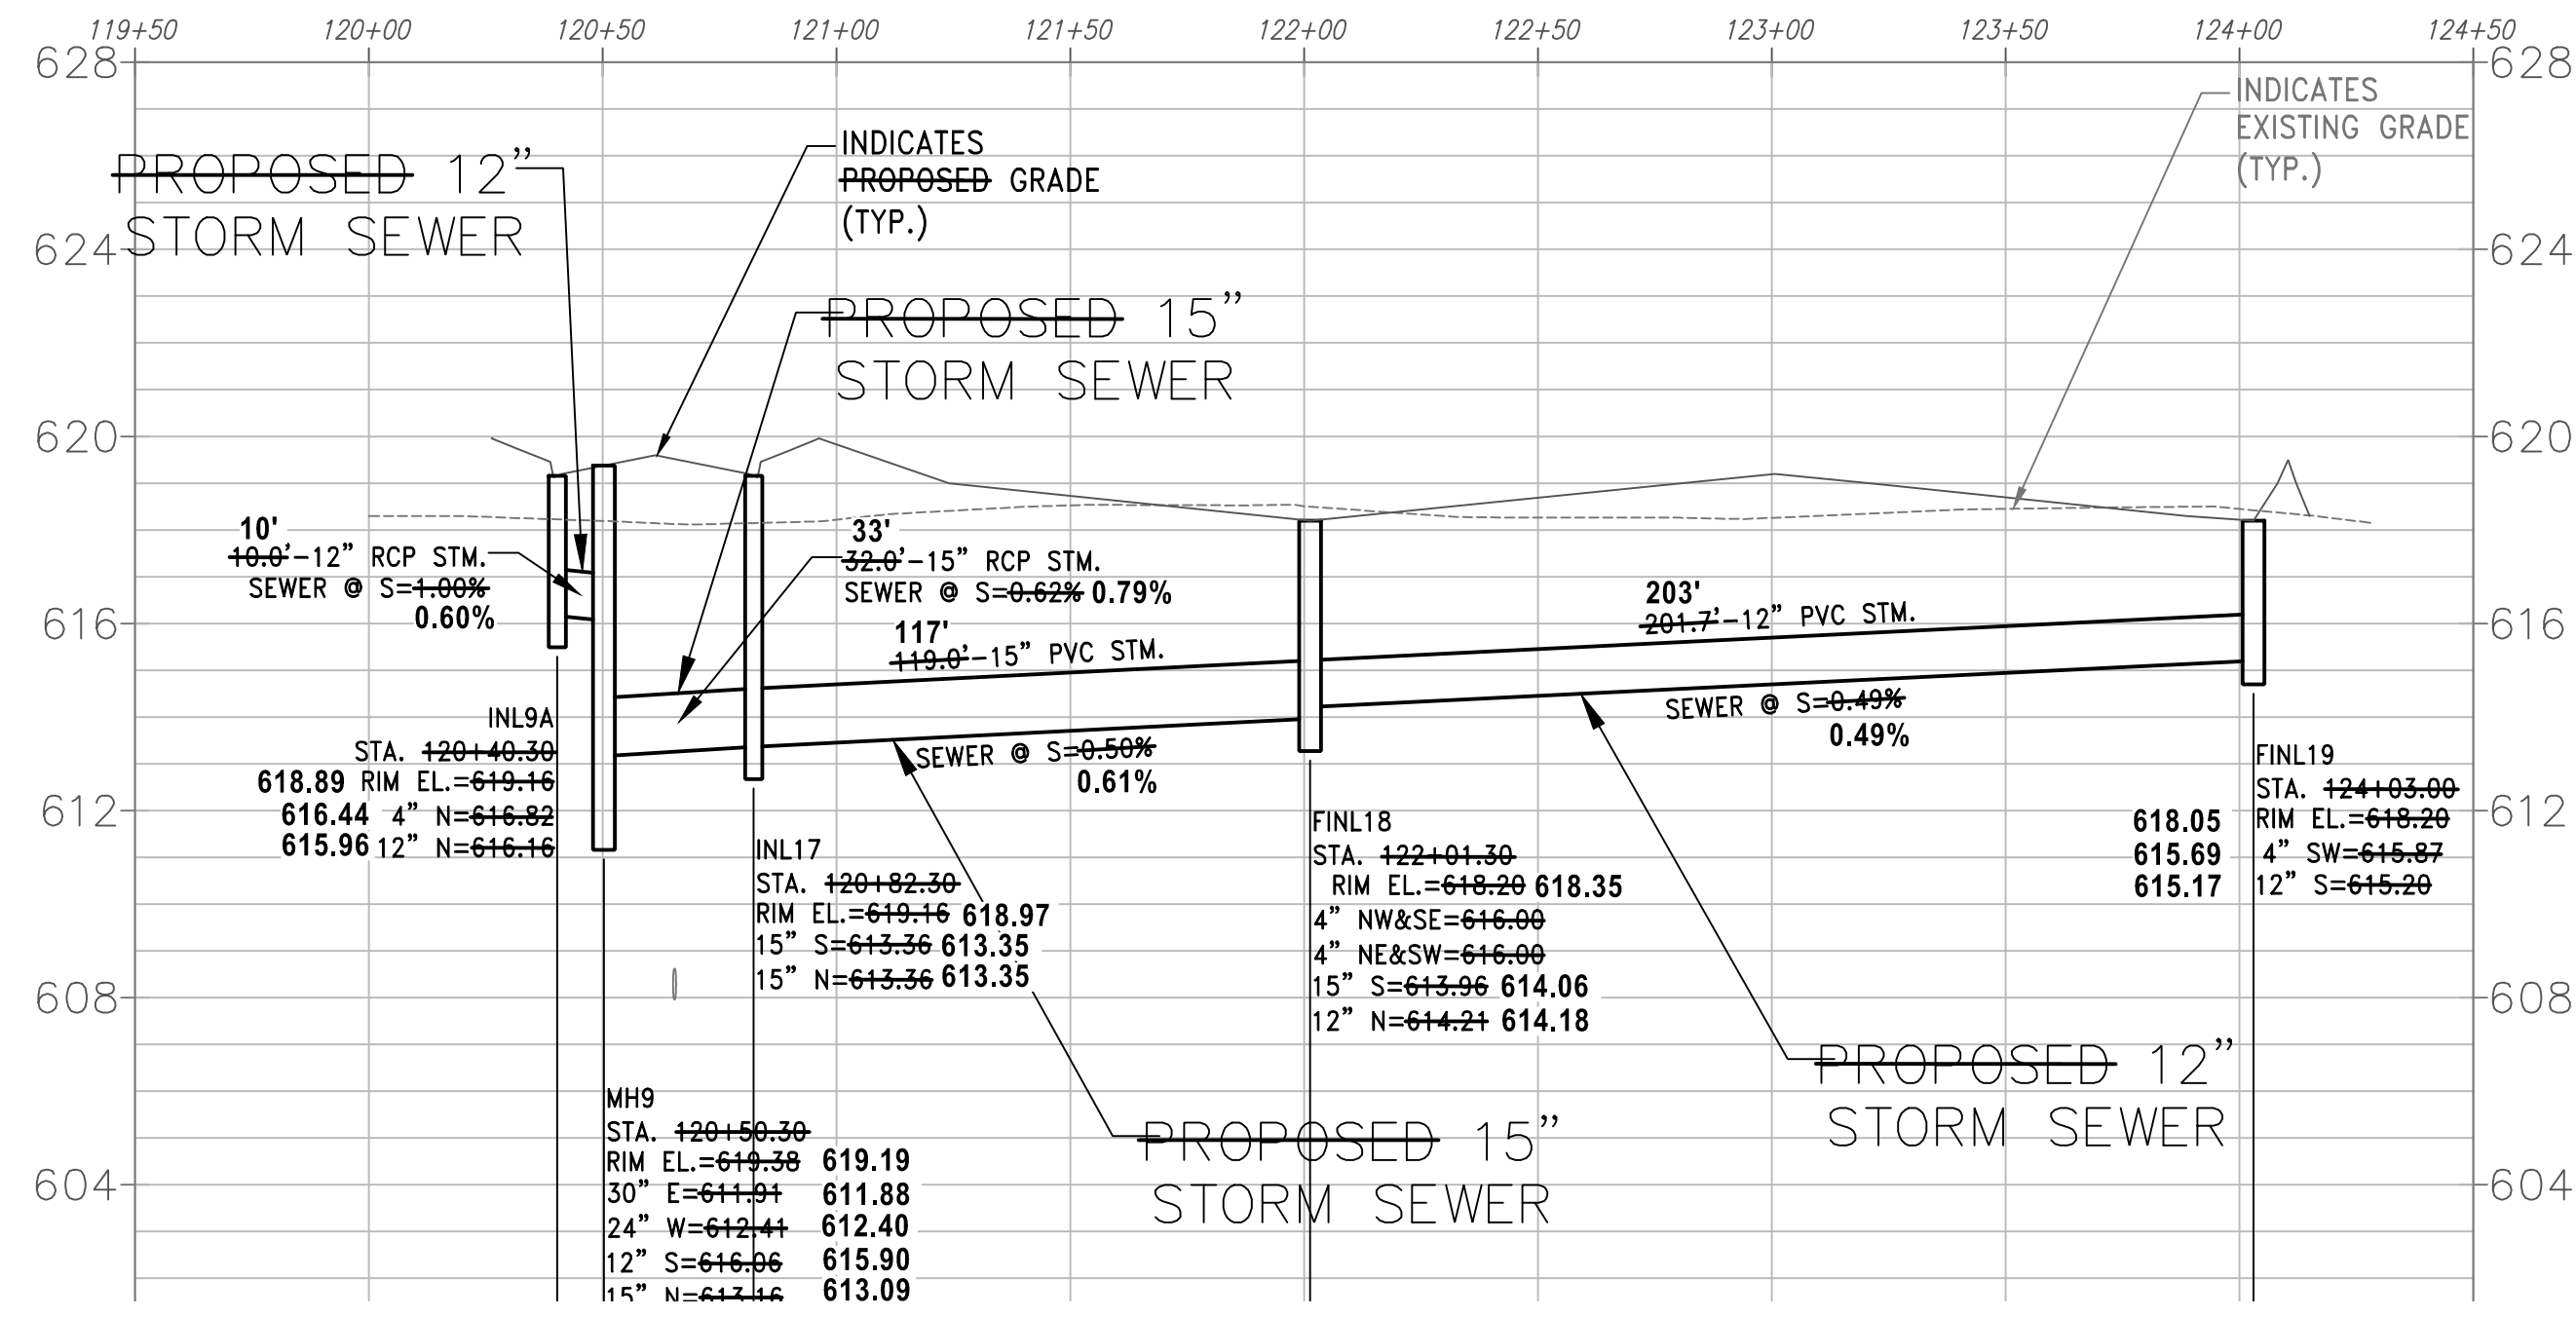 119+50 120+00 120+50 121+00 121+50 122+00 122+50 123+00 123+50 124+00 124+50
628
624
620
616
612
608
604
628
624
620
616
612
608
604
PROPOSED 12”
STORM SEWER
INDICATES
PROPOSED GRADE
(TYP.)
INDICATES
EXISTING GRADE
(TYP.)
PROPOSED 15”
STORM SEWER
10'
10.0’-12” RCP STM.
SEWER @ S=1.00%
0.60%
33'
32.0’-15” RCP STM.
SEWER @ S=0.62% 0.79%
117'
119.0’-15” PVC STM.
SEWER @ S=0.50%
0.61%
203'
201.7’-12” PVC STM.
SEWER @ S=0.49%
0.49%
INL9A
STA. 120+40.30
618.89 RIM EL.=619.16
616.44 4” N=616.82
615.96 12” N=616.16
INL17
STA. 120+82.30
RIM EL.=619.16 618.97
15” S=613.36 613.35
15” N=613.36 613.35
FINL18
STA. 122+01.30
RIM EL.=618.20 618.35
4” NW&SE=616.00
4” NE&SW=616.00
15” S=613.96 614.06
12” N=614.21 614.18
FINL19
STA. 124+03.00
618.05 RIM EL.=618.20
615.69 4” SW=615.87
615.17 12” S=615.20
MH9
STA. 120+50.30
RIM EL.=619.38 619.19
30” E=611.91 611.88
24” W=612.41 612.40
12” S=616.06 615.90
15” N=613.16 613.09
PROPOSED 15”
STORM SEWER
PROPOSED 12”
STORM SEWER